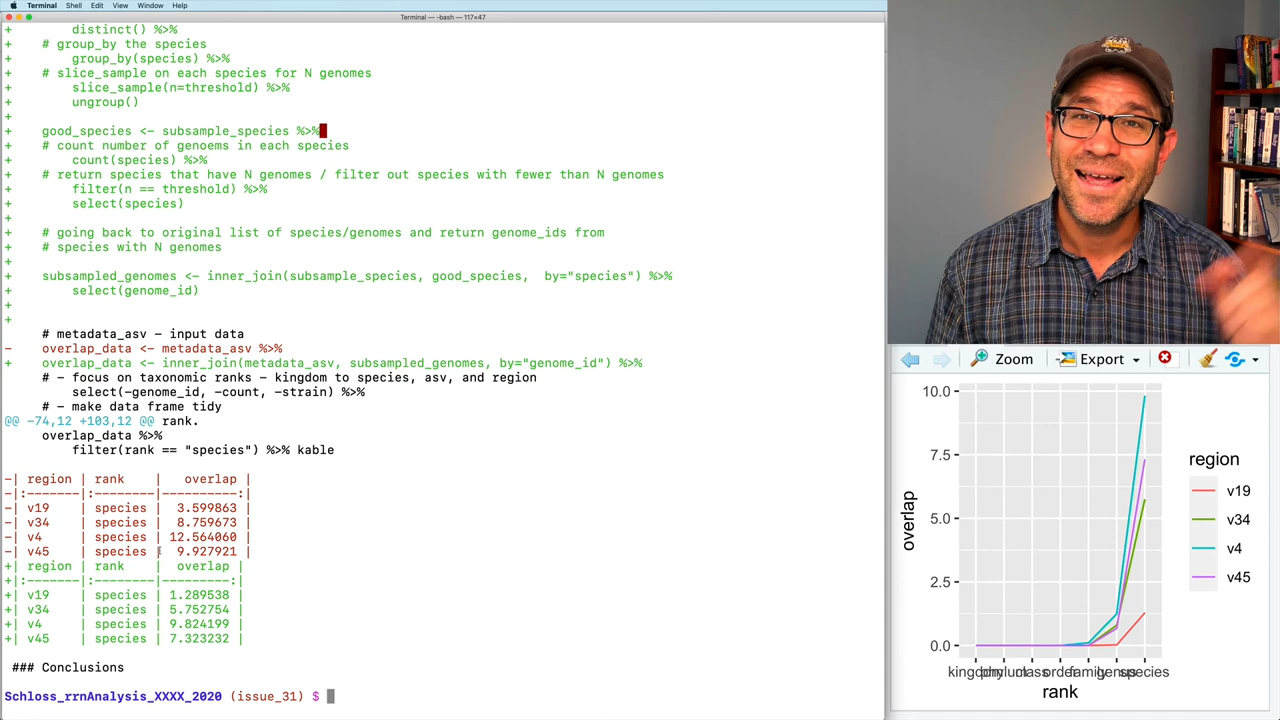 Terminal Shell Edit View Window Help
Terminal — -bash — 117×47
+ distinct() %>%
+ # group_by the species
+ group_by(species) %>%
+ # slice_sample on each species for N genomes
+ slice_sample(n=threshold) %>%
+ ungroup()
+
+ good_species <- subsample_species %>%
+ # count number of genoems in each species
+ count(species) %>%
+ # return species that have N genomes / filter out species with fewer than N genomes
+ filter(n == threshold) %>%
+ select(species)
+
+ # going back to original list of species/genomes and return genome_ids from
+ # species with N genomes
+
+ subsampled_genomes <- inner_join(subsample_species, good_species,  by="species") %>%
+ select(genome_id)
+
+
# metadata_asv - input data
- overlap_data <- metadata_asv %>%
+ overlap_data <- inner_join(metadata_asv, subsampled_genomes, by="genome_id") %>%
# - focus on taxonomic ranks - kingdom to species, asv, and region
select(-genome_id, -count, -strain) %>%
# - make data frame tidy
@@ -74,12 +103,12 @@ rank.
overlap_data %>%
filter(rank == "species") %>% kable
-| region | rank | overlap |
-|:-------|:--------|----------:|
-| v19 | species | 3.599863 |
-| v34 | species | 8.759673 |
-| v4 | species | 12.564060 |
-| v45 | species | 9.927921 |
+| region | rank | overlap |
+|:-------|:--------|---------:|
+| v19 | species | 1.289538 |
+| v34 | species | 5.752754 |
+| v4 | species | 9.824199 |
+| v45 | species | 7.323232 |
### Conclusions
Schloss_rrnAnalysis_XXXX_2020 (issue_31) $
Zoom Export
10.0
7.5
5.0
2.5
0.0
overlap
kingdom phylum class order family genus species
rank
region
v19
v34
v4
v45